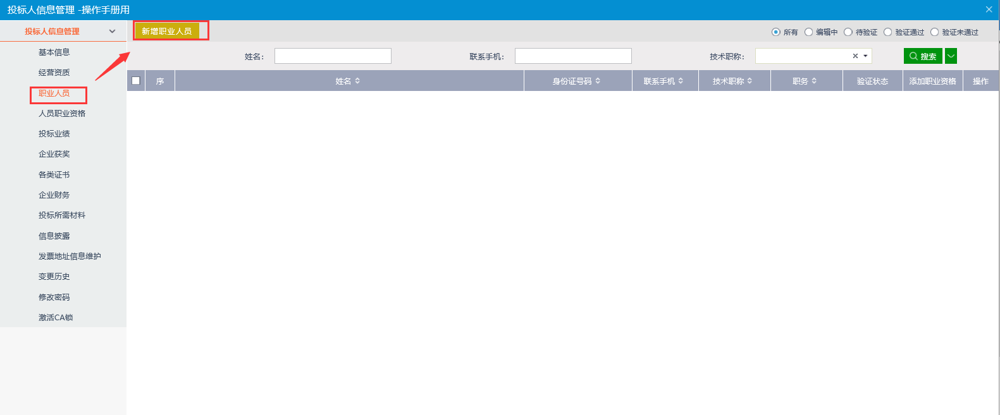 投标人信息管理 -操作手册用
投标人信息管理
基本信息
经营资质
职业人员
人员职业资格
投标业绩
企业获奖
各类证书
企业财务
投标所需材料
信息披露
发票地址信息维护
变更历史
修改密码
激活CA锁
新增职业人员
所有 编辑中 待验证 验证通过 验证未通过
姓名： 联系手机： 技术职称： 搜索
序 姓名 身份证号码 联系手机 技术职称 职务 验证状态 添加职业资格 操作